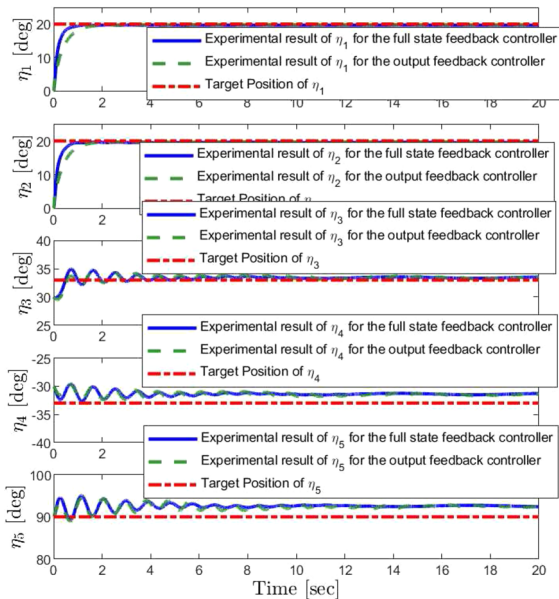 20
10
0
η1 [deg]
Experimental result of η1 for the full state feedback controller
Experimental result of η1 for the output feedback controller
Target Position of η1
0 2 4 6 8 10 12 14 16 18 20
20
10
0
η2 [deg]
Experimental result of η2 for the full state feedback controller
Experimental result of η2 for the output feedback controller
Target Position of η
0 2
40
35
30
25
η3 [deg]
Experimental result of η3 for the full state feedback controller
Experimental result of η3 for the output feedback controller
Target Position of η3
0 2
-25
-30
-35
-40
η4 [deg]
Experimental result of η4 for the full state feedback controller
Experimental result of η4 for the output feedback controller
Target Position of η4
0 2
100
90
80
η5 [deg]
Experimental result of η5 for the full state feedback controller
Experimental result of η5 for the output feedback controller
Target Position of η5
0 2 4 6 8 10 12 14 16 18 20
Time [sec]